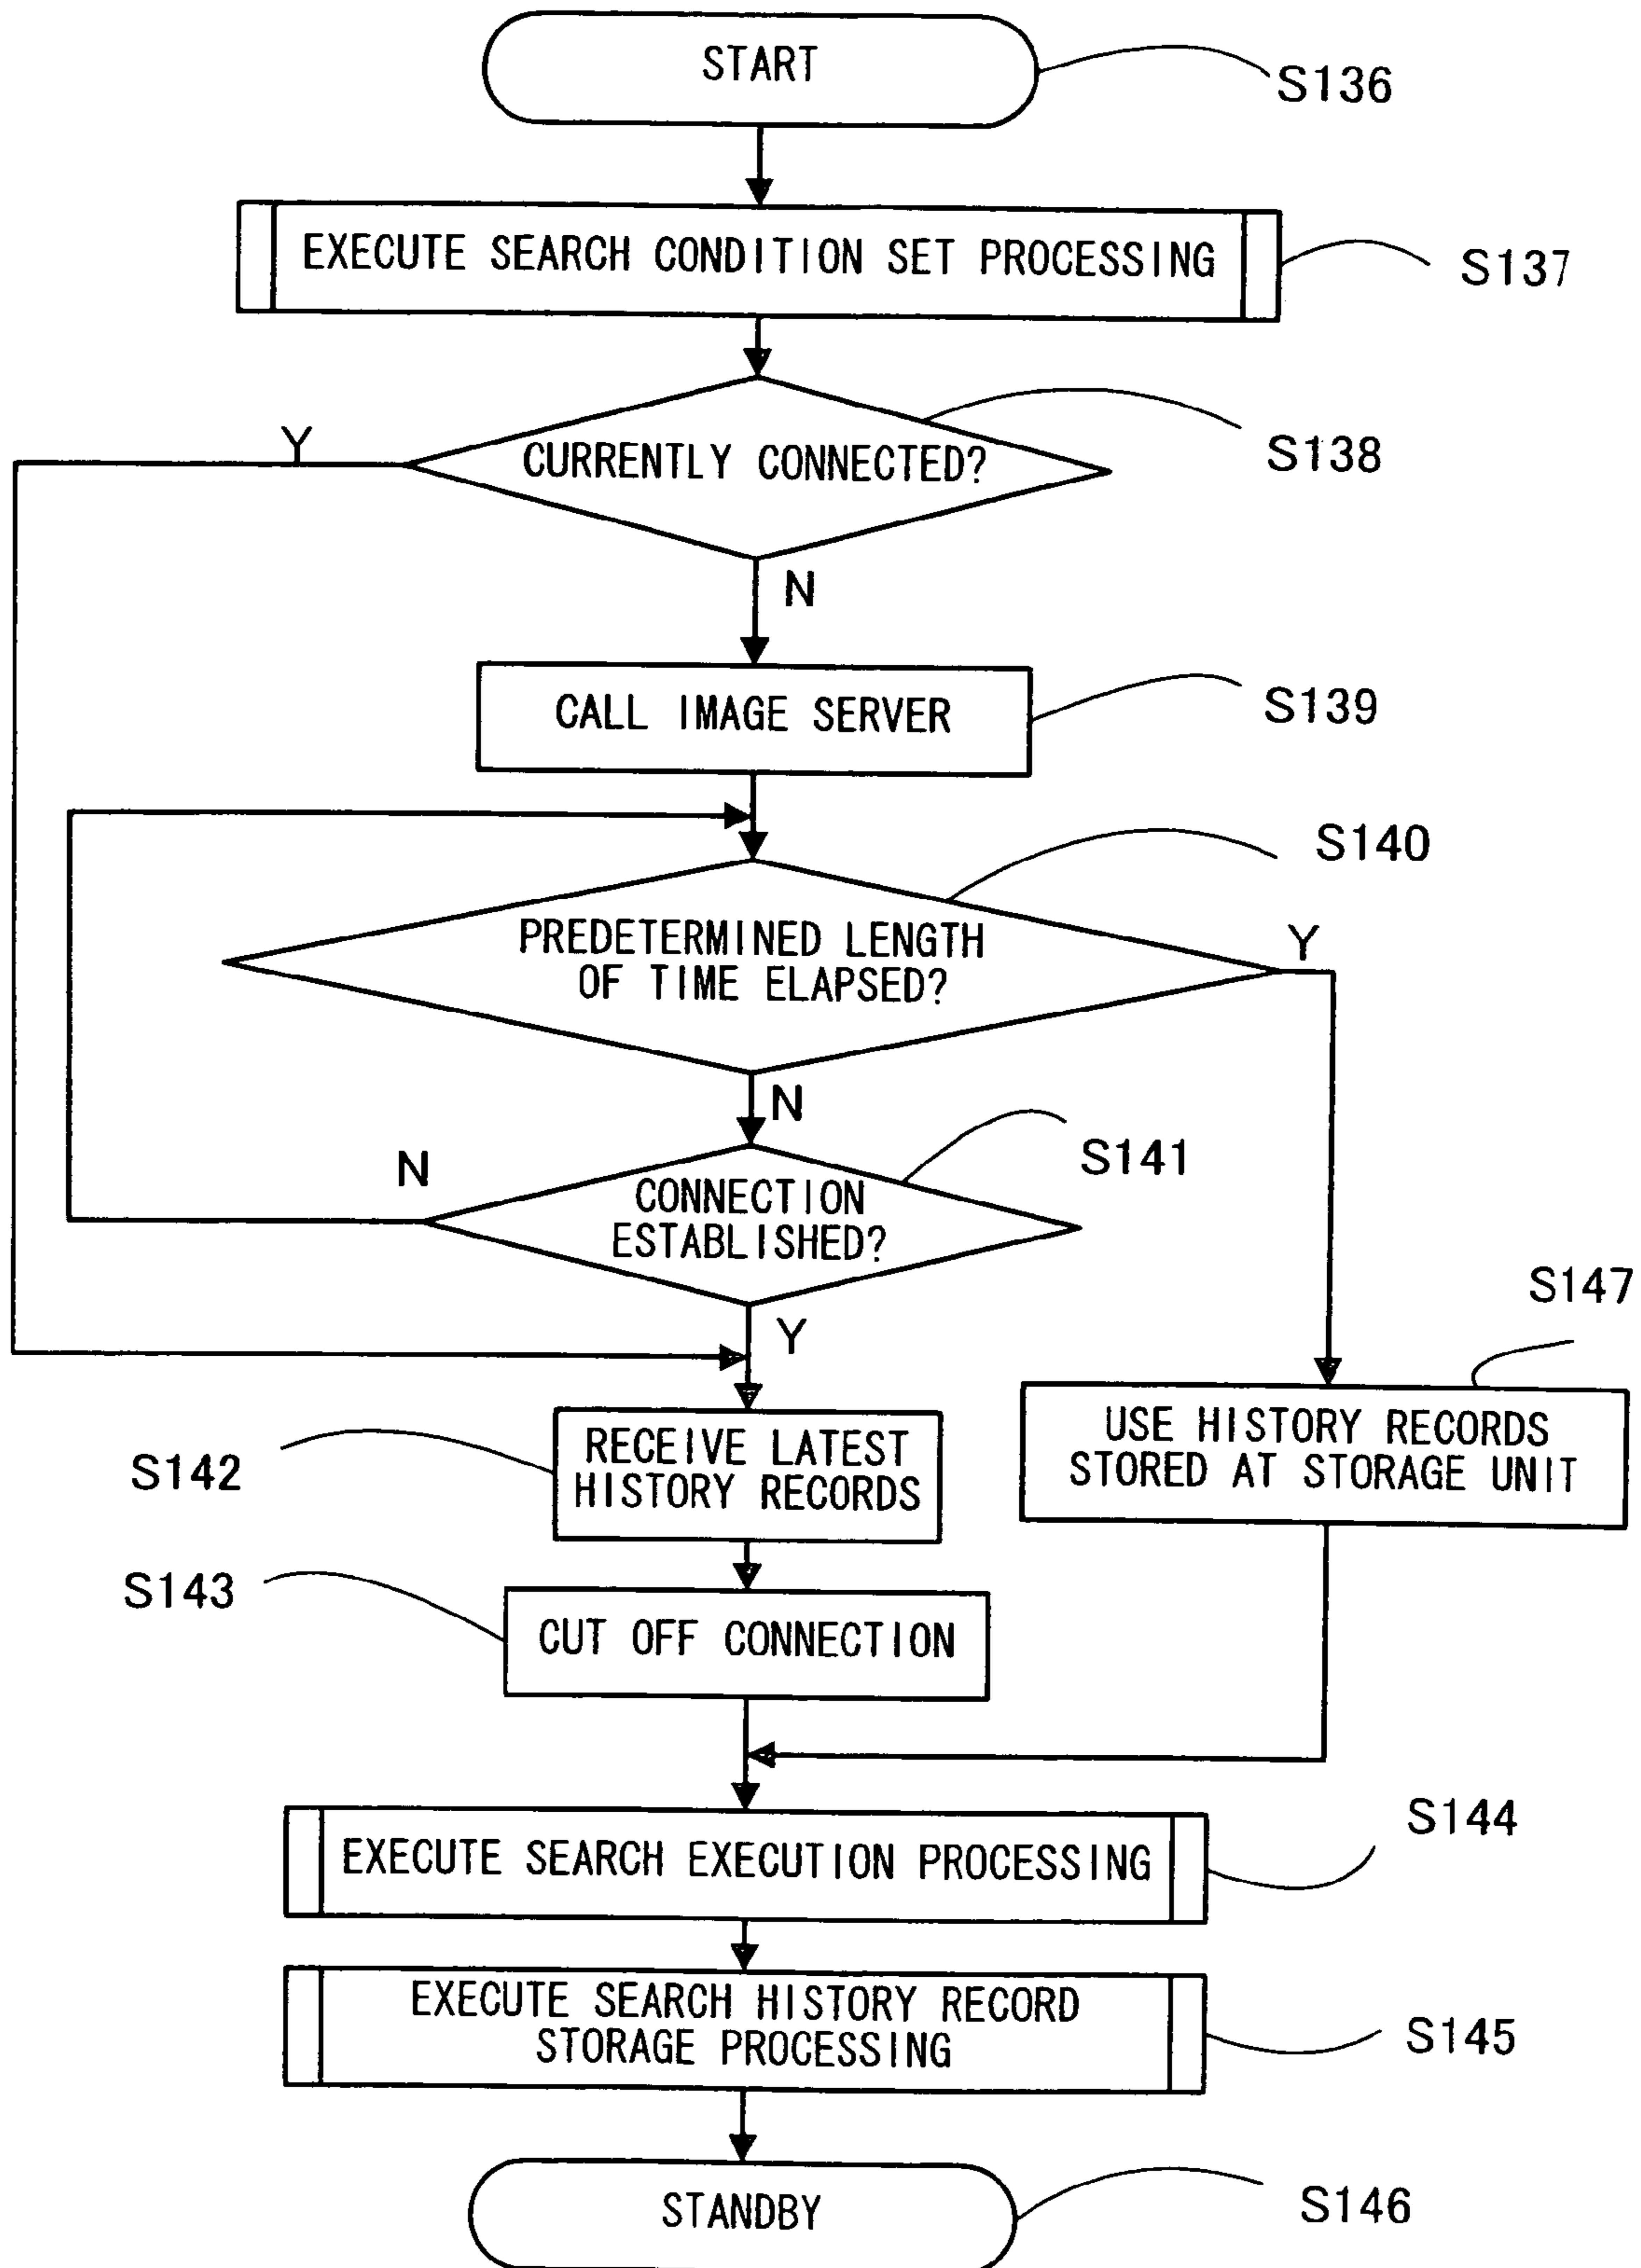 START
S136
EXECUTE SEARCH CONDITION SET PROCESSING
S137
Y
CURRENTLY CONNECTED?
S138
N
CALL IMAGE SERVER
S139
S140
PREDETERMINED LENGTH
OF TIME ELAPSED?
Y
N
S141
N
CONNECTION
ESTABLISHED?
Y
S147
S142
RECEIVE LATEST
HISTORY RECORDS
USE HISTORY RECORDS
STORED AT STORAGE UNIT
S143
CUT OFF CONNECTION
S144
EXECUTE SEARCH EXECUTION PROCESSING
EXECUTE SEARCH HISTORY RECORD
STORAGE PROCESSING
S145
STANDBY
S146